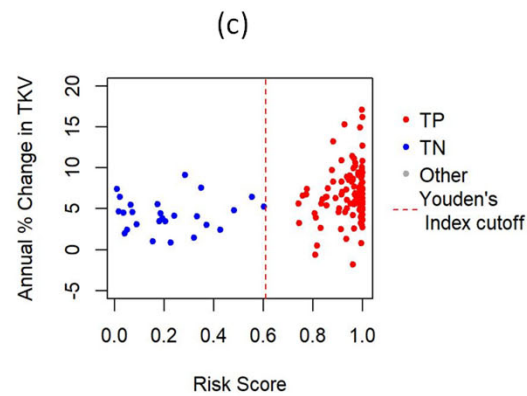 (c)
Annual % Change in TKV
20
15
10
5
0
-5
0.0 0.2 0.4 0.6 0.8 1.0
Risk Score
TP
TN
Other
Youden's
Index cutoff